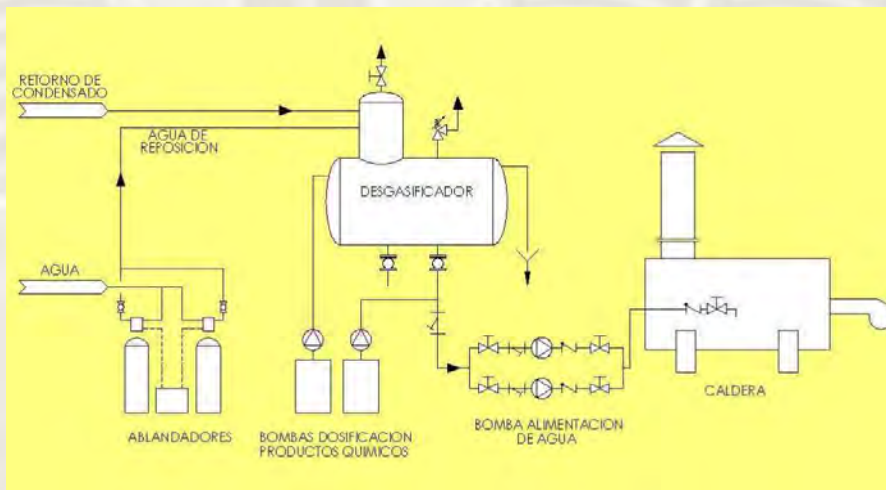 RETORNO DE
CONDENSADO
AGUA DE
REPOSICION
DESGASIFICADOR
AGUA
ABLANDADORES
BOMBAS DOSIFICACION
PRODUCTOS QUIMICOS
BOMBA ALIMENTACION
DE AGUA
CALDERA